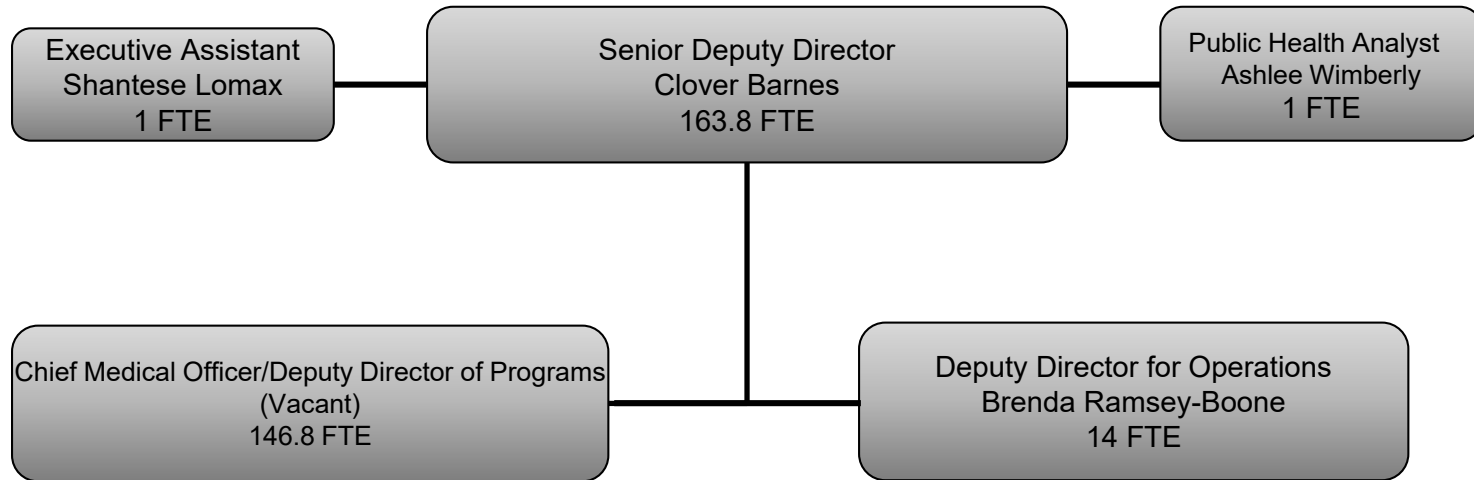 Executive Assistant
Shantese Lomax
1 FTE
Senior Deputy Director
Clover Barnes
163.8 FTE
Public Health Analyst
Ashlee Wimberly
1 FTE
Chief Medical Officer/Deputy Director of Programs
(Vacant)
146.8 FTE
Deputy Director for Operations
Brenda Ramsey-Boone
14 FTE